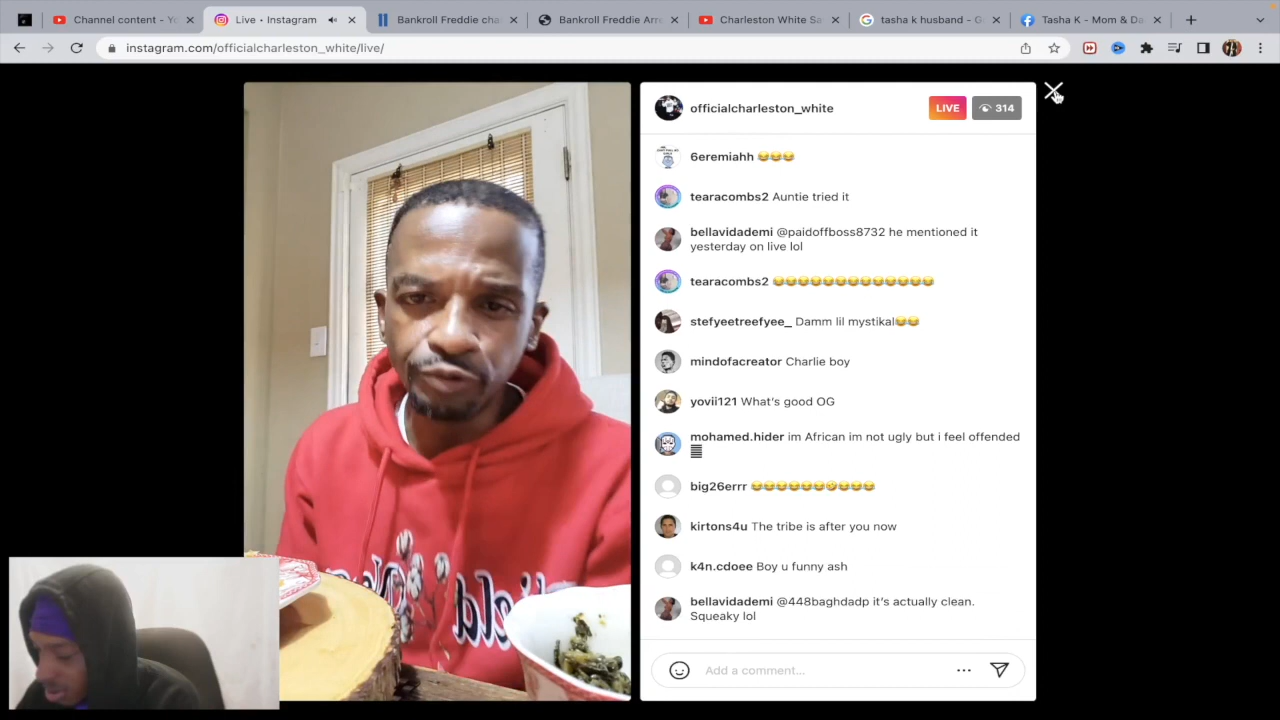 Channel content - Yo
Live • Instagram
Bankroll Freddie cha
Bankroll Freddie Arre
Charleston White Sa
tasha k husband - G
Tasha K - Mom & Da
instagram.com/officialcharleston_white/live/
officialcharleston_white
LIVE
314
6eremiahh 😂😂😂
tearacombs2 Auntie tried it
bellavidademi @paidoffboss8732 he mentioned it
yesterday on live lol
tearacombs2 😂😂😂😂😂😂😂😂😂😂😂😂😂
stefyeetreefyee_ Damm lil mystikal😂😂
mindofacreator Charlie boy
yovii121 What's good OG
mohamed.hider im African im not ugly but i feel offended
big26errr 😂😂😂😂😂😂🤣😂😂😂
kirtons4u The tribe is after you now
k4n.cdoee Boy u funny ash
bellavidademi @448baghdadp it's actually clean.
Squeaky lol
Add a comment...